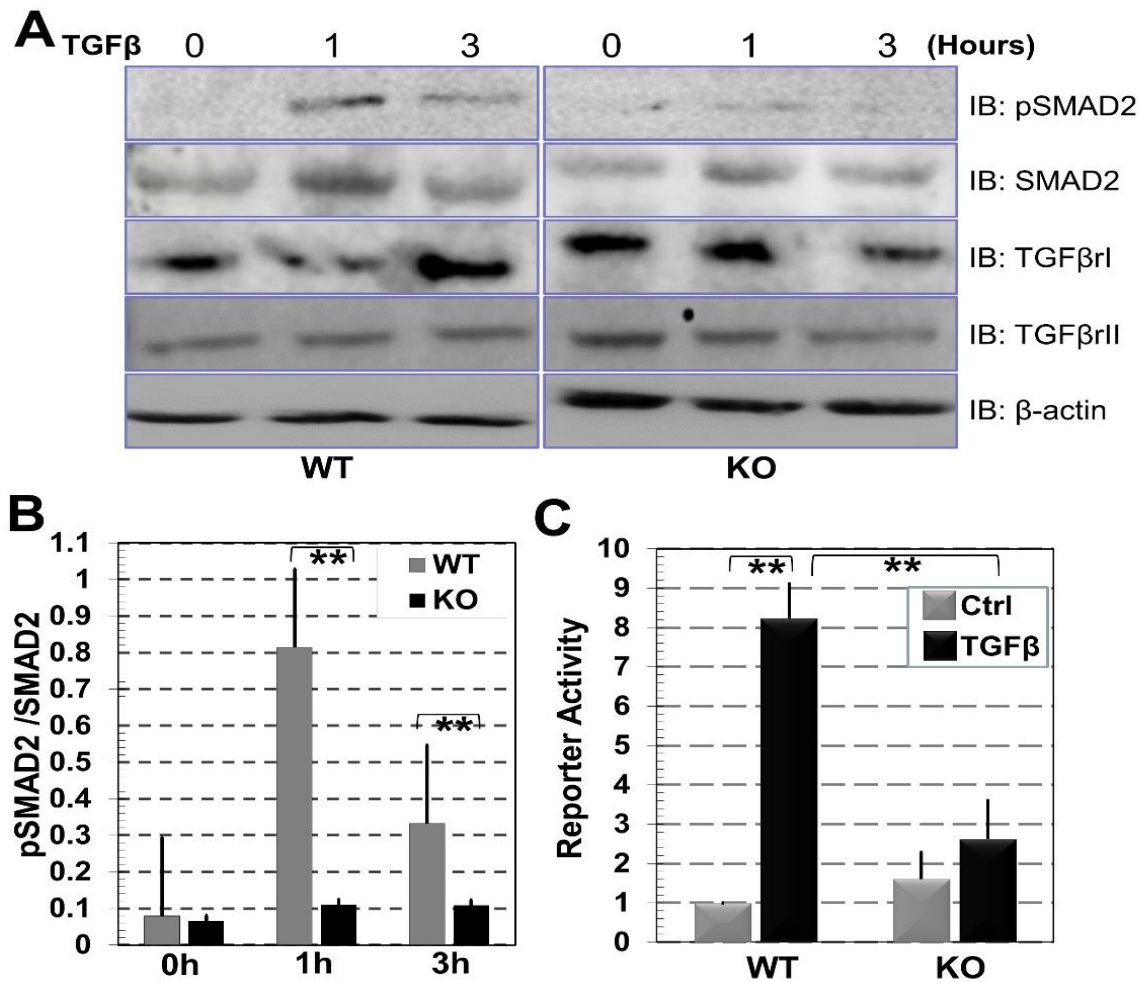 A
TGFβ 0 1 3 0 1 3 (Hours)
IB: pSMAD2
IB: SMAD2
IB: TGFβrI
IB: TGFβrII
IB: β-actin
WT KO
B
pSMAD2 /SMAD2
1.1
1
0.9
0.8
0.7
0.6
0.5
0.4
0.3
0.2
0.1
0
**
**
WT
KO
0h 1h 3h
C
Reporter Activity
10
9
8
7
6
5
4
3
2
1
0
** **
Ctrl
TGFβ
WT KO